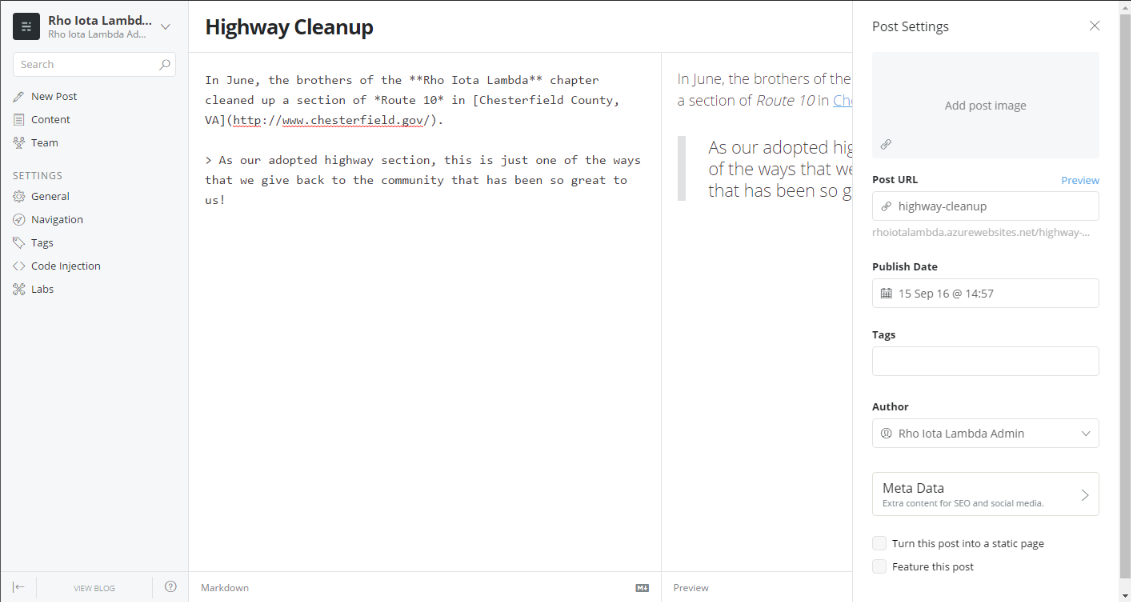 Rho Iota Lambd...
Rho Iota Lambda Ad...
Search
New Post
Content
Team
SETTINGS
General
Navigation
Tags
Code Injection
Labs
VIEW BLOG
?
Highway Cleanup
In June, the brothers of the **Rho Iota Lambda** chapter
cleaned up a section of *Route 10* in [Chesterfield County,
VA](http://www.chesterfield.gov/).
> As our adopted highway section, this is just one of the ways
that we give back to the community that has been so great to
us!
Markdown
M↓
In June, the brothers of the
a section of Route 10 in Che
As our adopted hig
of the ways that we
that has been so g
Preview
Post Settings
Add post image
Post URL
Preview
highway-cleanup
rhoiotalambda.azurewebsites.net/highway-...
Publish Date
15 Sep 16 @ 14:57
Tags
Author
Rho Iota Lambda Admin
Meta Data
Extra content for SEO and social media.
Turn this post into a static page
Feature this post